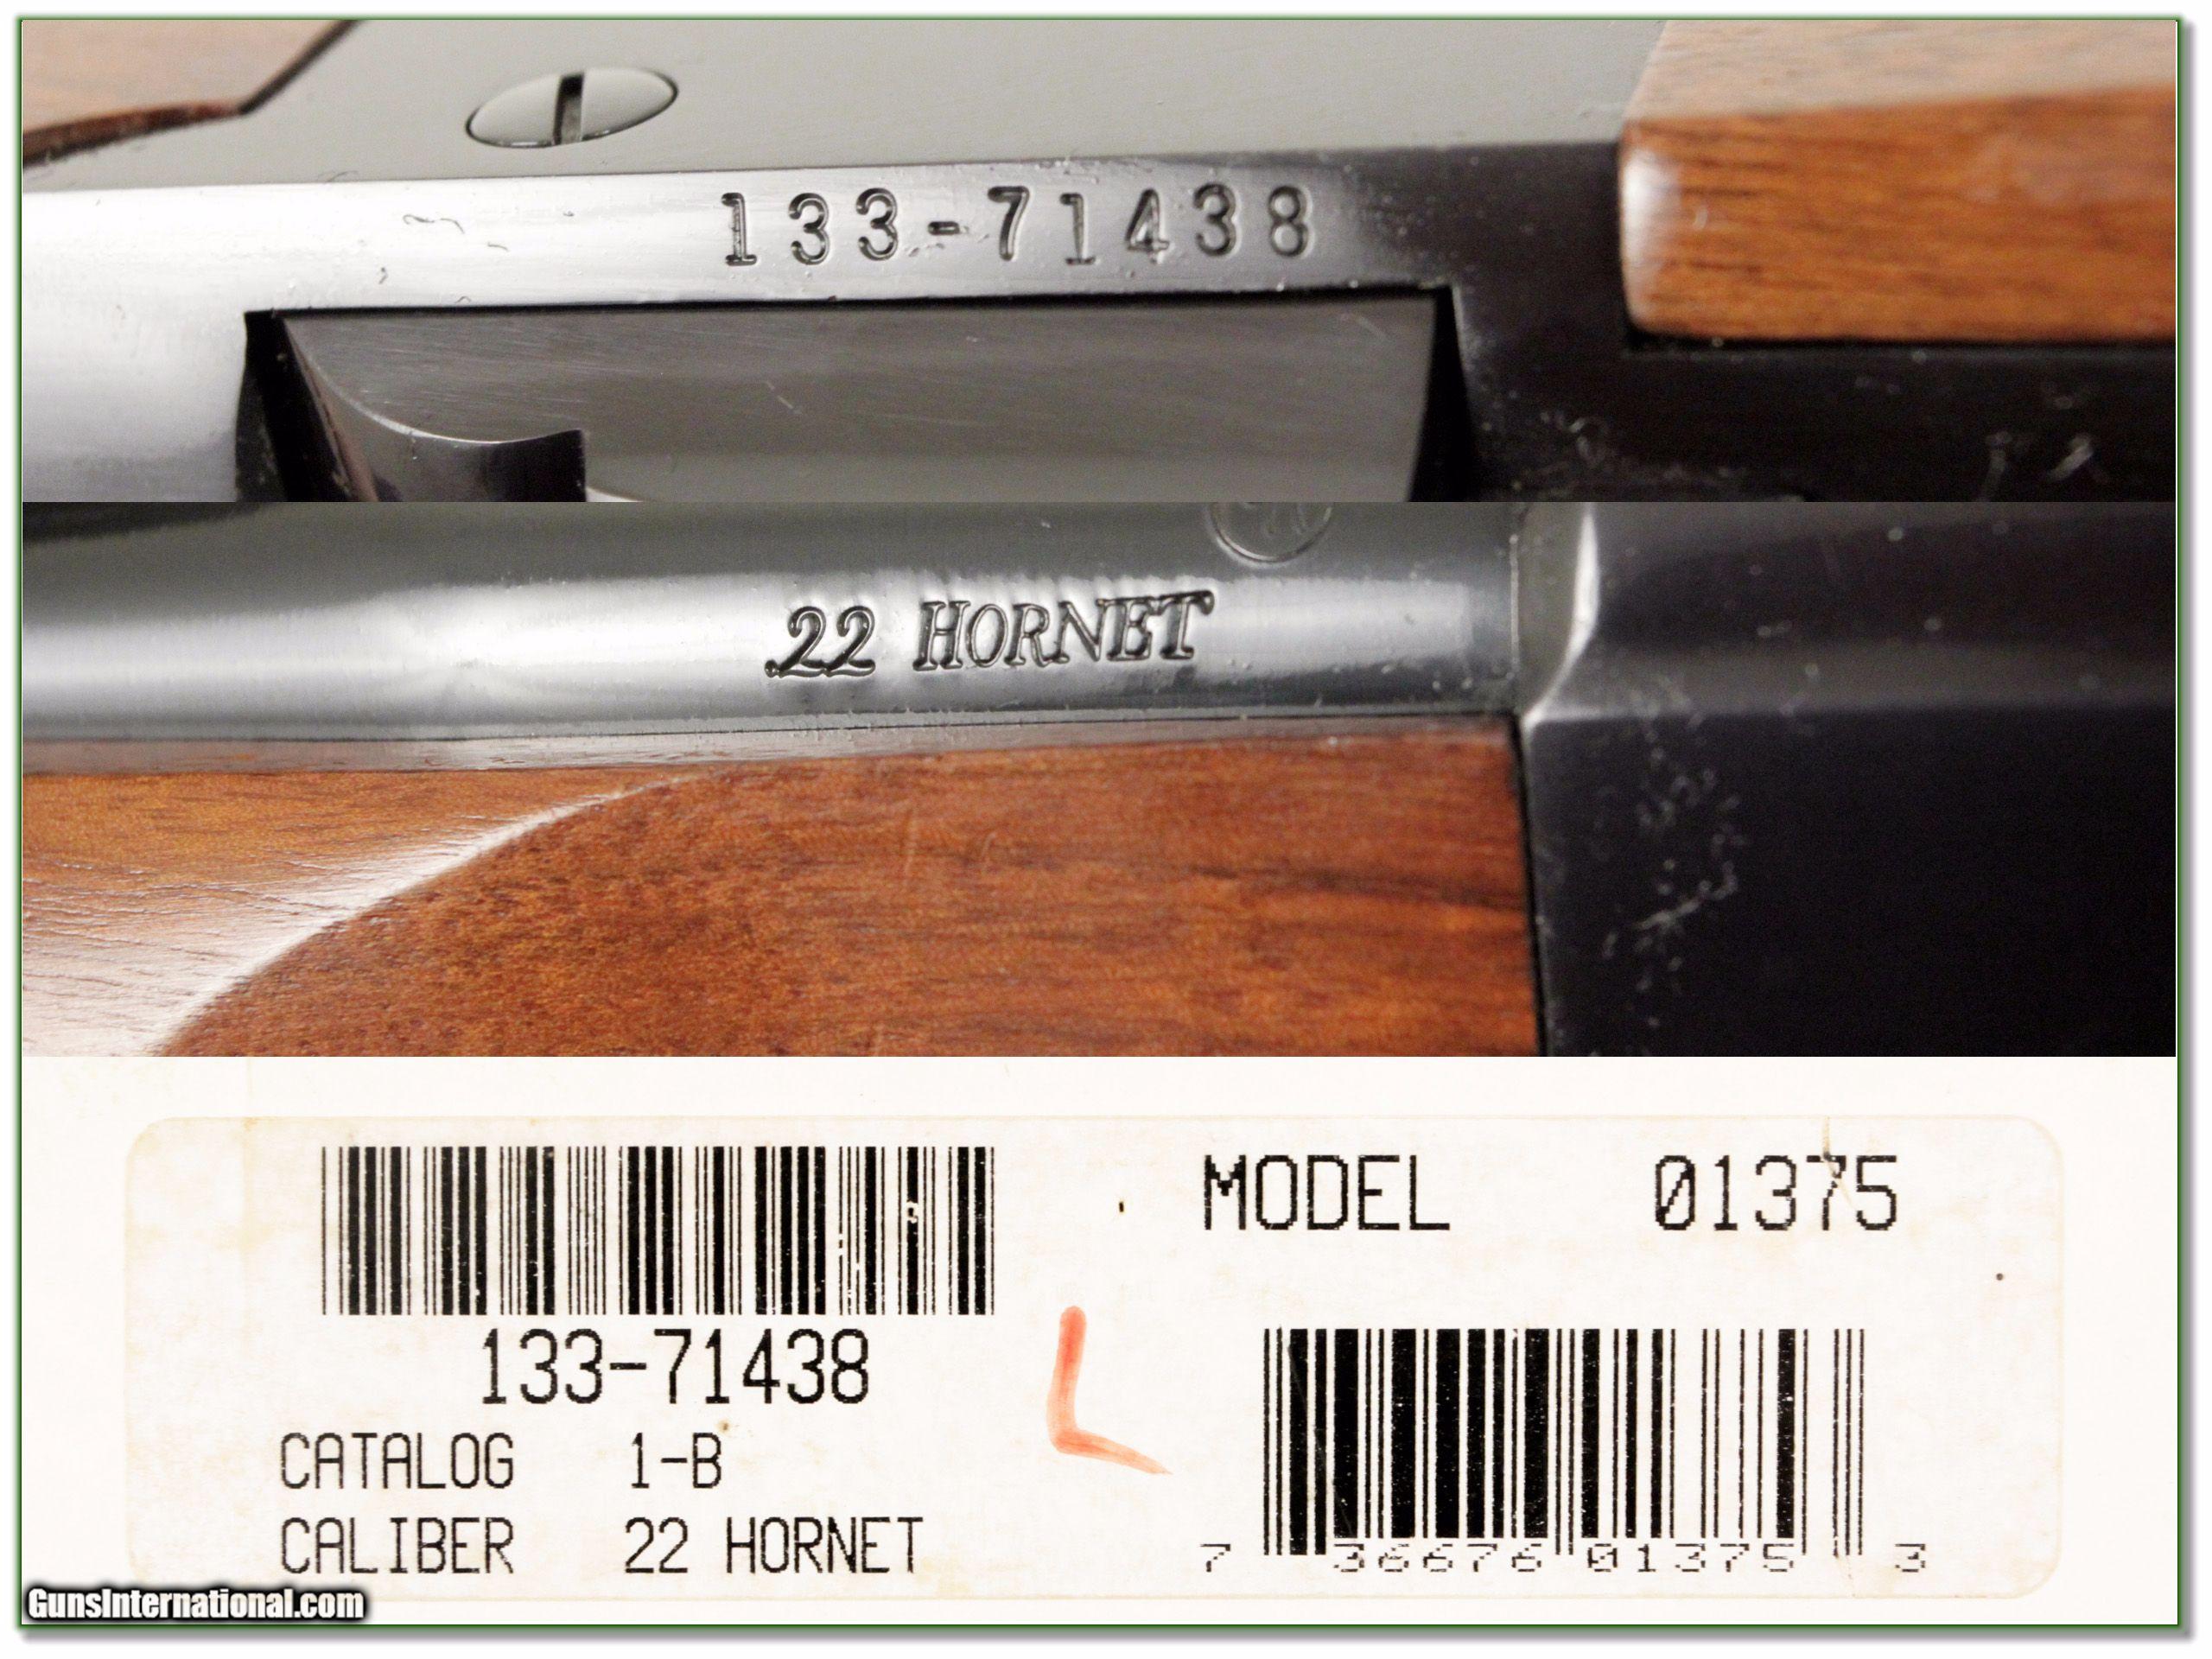 133-71438
.22 HORNET
133-71438
CATALOG 1-B
CALIBER 22 HORNET
MODEL 01375
7 36676 01375 3
L
GunsInternational.com